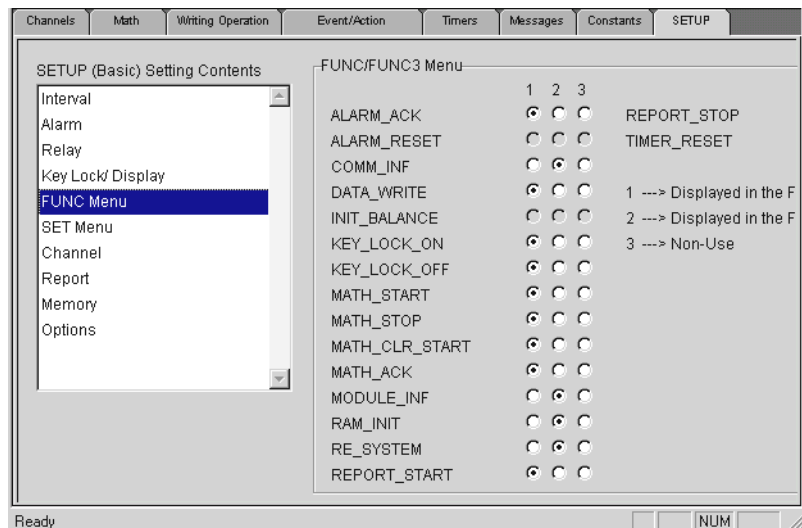 Channels Math Writing Operation Event/Action Timers Messages Constants SETUP
SETUP (Basic) Setting Contents
Interval
Alarm
Relay
Key Lock/ Display
FUNC Menu
SET Menu
Channel
Report
Memory
Options
FUNC/FUNC3 Menu
1 2 3
ALARM_ACK REPORT_STOP
ALARM_RESET TIMER_RESET
COMM_INF
DATA_WRITE 1 ---> Displayed in the F
INIT_BALANCE 2 ---> Displayed in the F
KEY_LOCK_ON 3 ---> Non-Use
KEY_LOCK_OFF
MATH_START
MATH_STOP
MATH_CLR_START
MATH_ACK
MODULE_INF
RAM_INIT
RE_SYSTEM
REPORT_START
Ready NUM